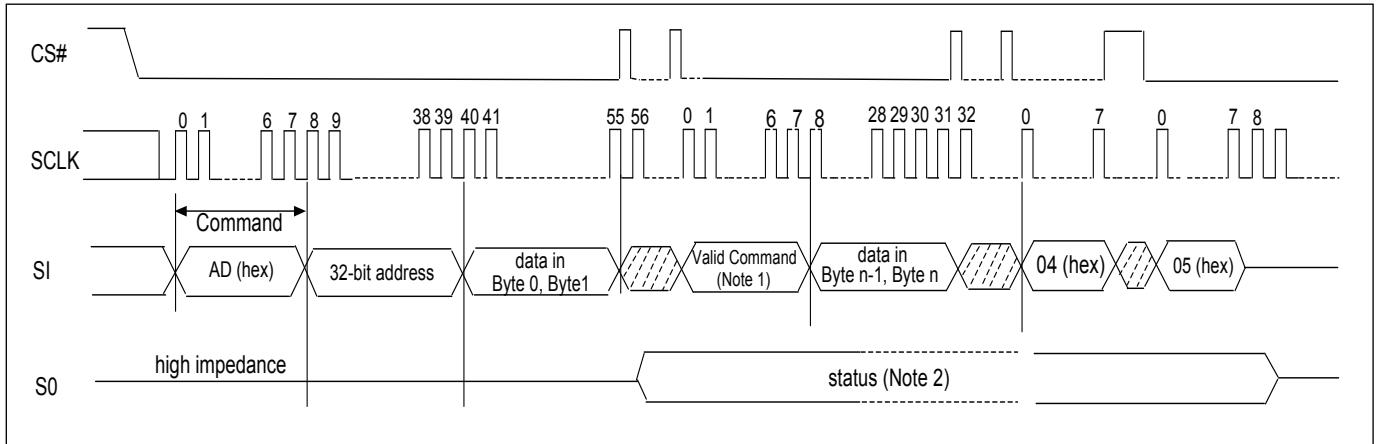 CS#
0 1 6 7 8 9 38 39 40 41 55 56 0 1 6 7 8 28 29 30 31 32 0 7 0 7 8
SCLK
Command
SI
AD (hex)
32-bit address
data in
Byte 0, Byte1
Valid Command
(Note 1)
data in
Byte n-1, Byte n
04 (hex)
05 (hex)
high impedance
S0
status (Note 2)